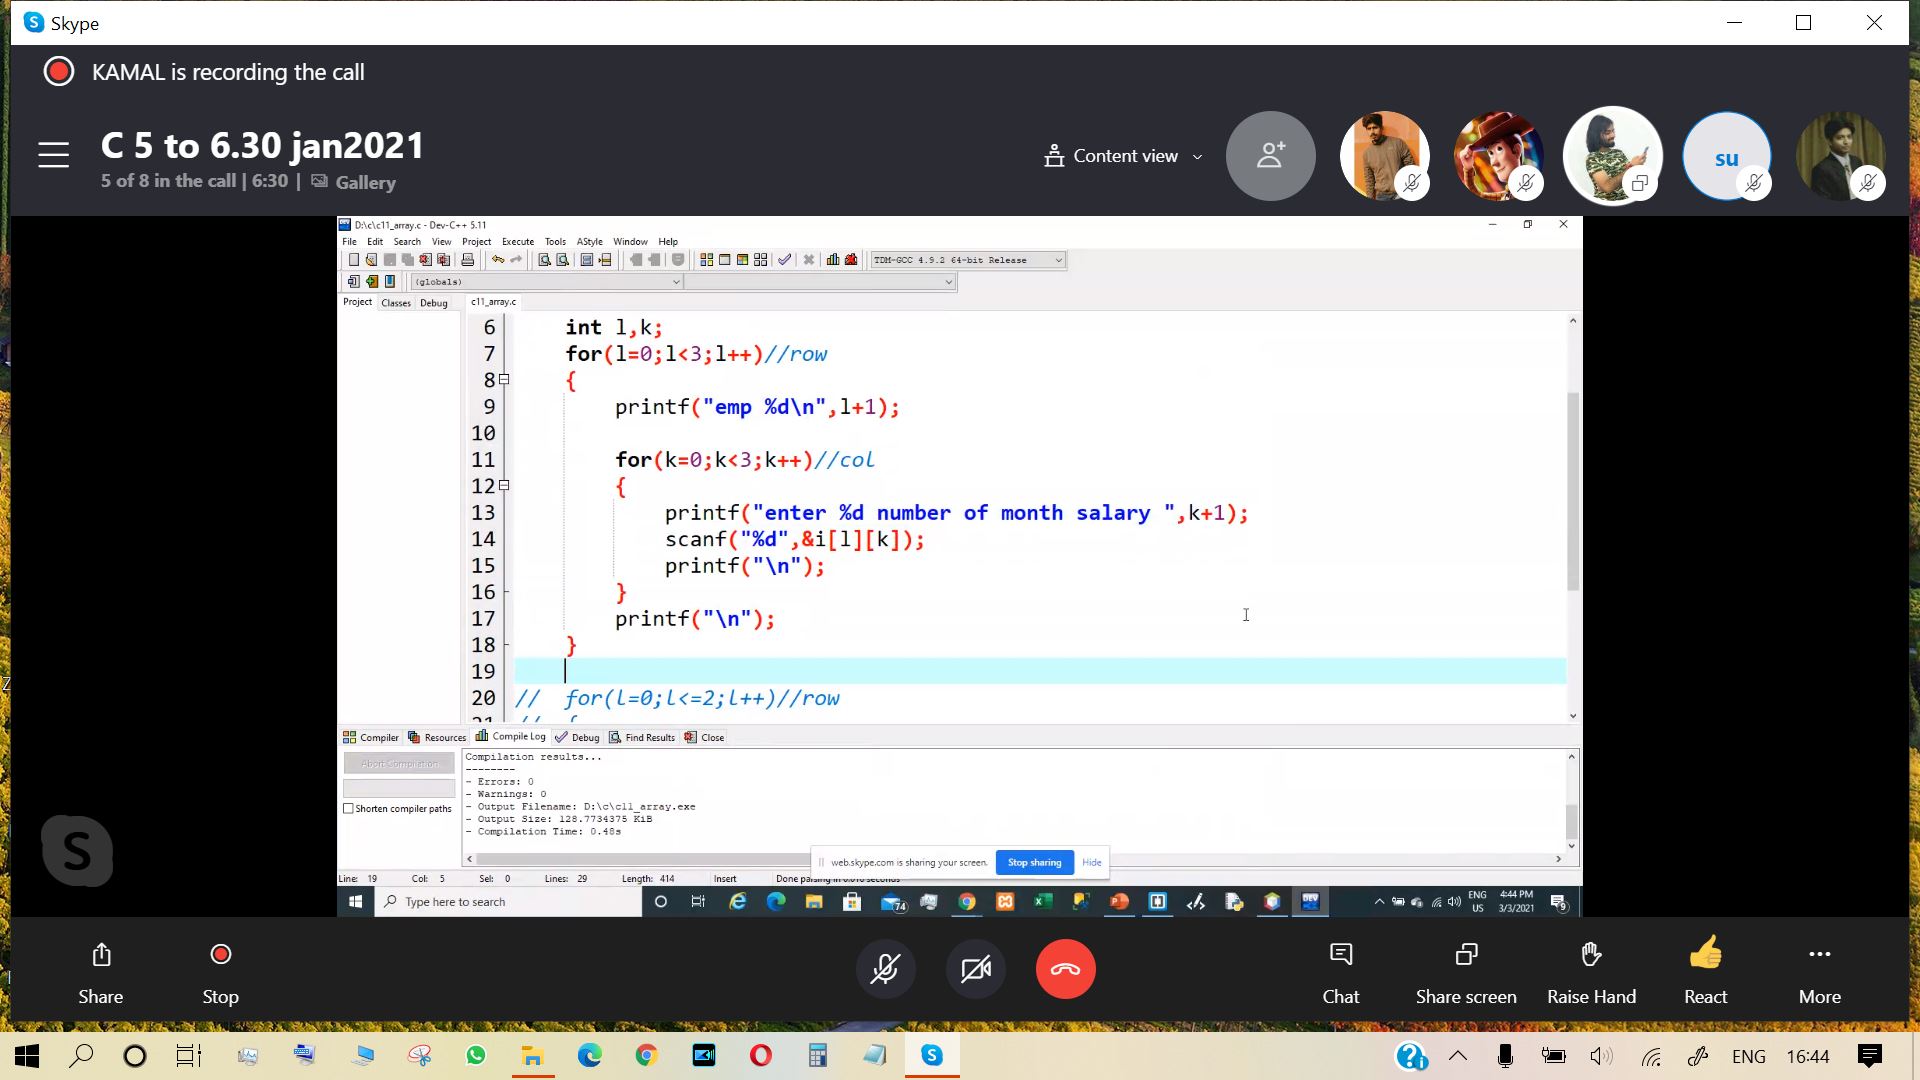 Skype
KAMAL is recording the call
C 5 to 6.30 jan2021
5 of 8 in the call | 6:30 | Gallery
Content view
su
D:\c\c11_array.c - Dev-C++ 5.11
File Edit Search View Project Execute Tools AStyle Window Help
TDM-GCC 4.9.2 64-bit Release
(globals)
Project Classes Debug c11_array.c
6 int l,k;
7 for(l=0;l<3;l++)//row
8 {
9 printf("emp %d\n",l+1);
10
11 for(k=0;k<3;k++)//col
12 {
13 printf("enter %d number of month salary ",k+1);
14 scanf("%d",&i[l][k]);
15 printf("\n");
16 }
17 printf("\n");
18 }
19
20 // for(l=0;l<=2;l++)//row
21 // {
Compiler Resources Compile Log Debug Find Results Close
Abort Compilation
Shorten compiler paths
Compilation results...
--------
- Errors: 0
- Warnings: 0
- Output Filename: D:\c\c11_array.exe
- Output Size: 128.7734375 KiB
- Compilation Time: 0.48s
web.skype.com is sharing your screen. Stop sharing Hide
Line: 19 Col: 5 Sel: 0 Lines: 29 Length: 414 Insert Done parsing in 0.016 seconds
Type here to search
74
DEV
ENG
US
4:44 PM
3/3/2021
9
Share
Stop
Chat
Share screen
Raise Hand
React
More
ENG 16:44